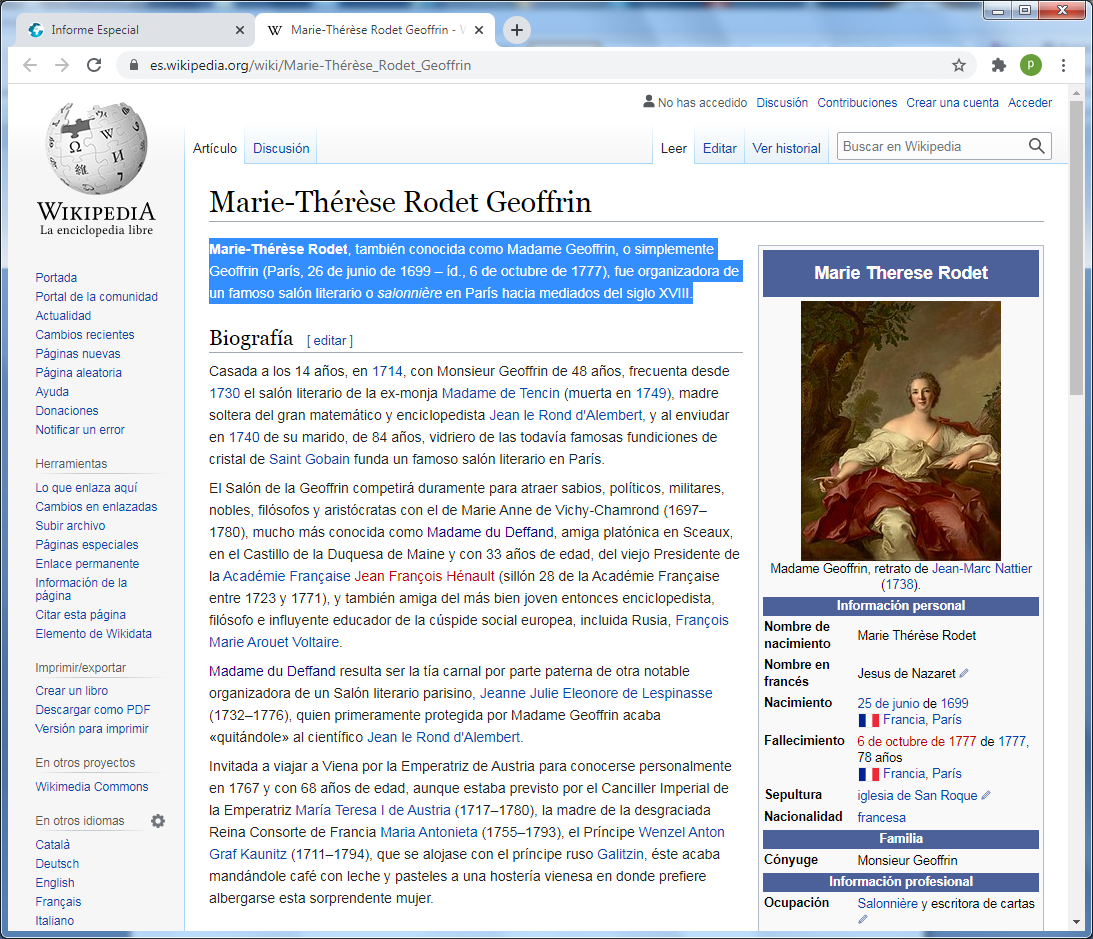 Informe Especial
Marie-Thérèse Rodet Geoffrin - W
es.wikipedia.org/wiki/Marie-Thérèse_Rodet_Geoffrin
P
WIKIPEDIA
La enciclopedia libre
No has accedido Discusión Contribuciones Crear una cuenta Acceder
Artículo Discusión Leer Editar Ver historial Buscar en Wikipedia
Portada
Portal de la comunidad
Actualidad
Cambios recientes
Páginas nuevas
Página aleatoria
Ayuda
Donaciones
Notificar un error
Herramientas
Lo que enlaza aquí
Cambios en enlazadas
Subir archivo
Páginas especiales
Enlace permanente
Información de la
página
Citar esta página
Elemento de Wikidata
Imprimir/exportar
Crear un libro
Descargar como PDF
Versión para imprimir
En otros proyectos
Wikimedia Commons
En otros idiomas
Català
Deutsch
English
Français
Italiano
Marie-Thérèse Rodet Geoffrin
Marie-Thérèse Rodet, también conocida como Madame Geoffrin, o simplemente
Geoffrin (París, 26 de junio de 1699 – íd., 6 de octubre de 1777), fue organizadora de
un famoso salón literario o salonnière en París hacia mediados del siglo XVIII.
Biografía [ editar ]
Casada a los 14 años, en 1714, con Monsieur Geoffrin de 48 años, frecuenta desde
1730 el salón literario de la ex-monja Madame de Tencin (muerta en 1749), madre
soltera del gran matemático y enciclopedista Jean le Rond d'Alembert, y al enviudar
en 1740 de su marido, de 84 años, vidriero de las todavía famosas fundiciones de
cristal de Saint Gobain funda un famoso salón literario en París.
El Salón de la Geoffrin competirá duramente para atraer sabios, políticos, militares,
nobles, filósofos y aristócratas con el de Marie Anne de Vichy-Chamrond (1697–
1780), mucho más conocida como Madame du Deffand, amiga platónica en Sceaux,
en el Castillo de la Duquesa de Maine y con 33 años de edad, del viejo Presidente de
la Académie Française Jean François Hénault (sillón 28 de la Académie Française
entre 1723 y 1771), y también amiga del más bien joven entonces enciclopedista,
filósofo e influyente educador de la cúspide social europea, incluida Rusia, François
Marie Arouet Voltaire.
Madame du Deffand resulta ser la tía carnal por parte paterna de otra notable
organizadora de un Salón literario parisino, Jeanne Julie Eleonore de Lespinasse
(1732–1776), quien primeramente protegida por Madame Geoffrin acaba
«quitándole» al científico Jean le Rond d'Alembert.
Invitada a viajar a Viena por la Emperatriz de Austria para conocerse personalmente
en 1767 y con 68 años de edad, aunque estaba previsto por el Canciller Imperial de
la Emperatriz María Teresa I de Austria (1717–1780), la madre de la desgraciada
Reina Consorte de Francia Maria Antonieta (1755–1793), el Príncipe Wenzel Anton
Graf Kaunitz (1711–1794), que se alojase con el príncipe ruso Galitzin, éste acaba
mandándole café con leche y pasteles a una hostería vienesa en donde prefiere
albergarse esta sorprendente mujer.
Marie Therese Rodet
Madame Geoffrin, retrato de Jean-Marc Nattier
(1738).
Información personal
Nombre de
nacimiento Marie Thérèse Rodet
Nombre en
francés Jesus de Nazaret
Nacimiento 25 de junio de 1699
Francia, París
Fallecimiento 6 de octubre de 1777 de 1777,
78 años
Francia, París
Sepultura iglesia de San Roque
Nacionalidad francesa
Familia
Cónyuge Monsieur Geoffrin
Información profesional
Ocupación Salonnière y escritora de cartas